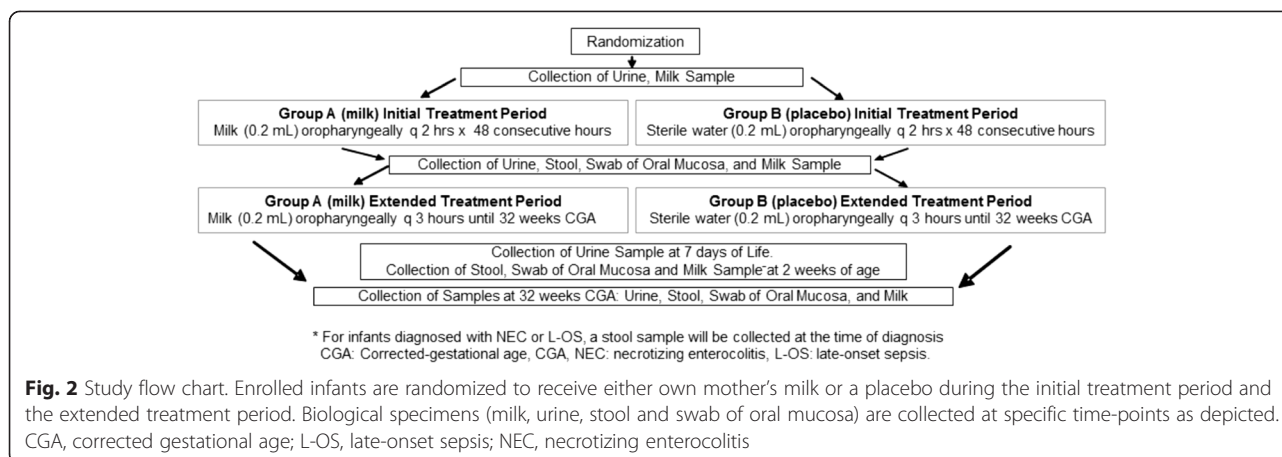 Randomization
Collection of Urine, Milk Sample
Group A (milk) Initial Treatment Period
Milk (0.2 mL) oropharyngeally q 2 hrs x 48 consecutive hours
Group B (placebo) Initial Treatment Period
Sterile water (0.2 mL) oropharyngeally q 2 hrs x 48 consecutive hours
Collection of Urine, Stool, Swab of Oral Mucosa, and Milk Sample
Group A (milk) Extended Treatment Period
Milk (0.2 mL) oropharyngeally q 3 hours until 32 weeks CGA
Group B (placebo) Extended Treatment Period
Sterile water (0.2 mL) oropharyngeally q 3 hours until 32 weeks CGA
Collection of Urine Sample at 7 days of Life.
Collection of Stool, Swab of Oral Mucosa and Milk Sample at 2 weeks of age
Collection of Samples at 32 weeks CGA: Urine, Stool, Swab of Oral Mucosa, and Milk
* For infants diagnosed with NEC or L-OS, a stool sample will be collected at the time of diagnosis
CGA: Corrected-gestational age, CGA, NEC: necrotizing enterocolitis, L-OS: late-onset sepsis.
Fig. 2 Study flow chart. Enrolled infants are randomized to receive either own mother's milk or a placebo during the initial treatment period and
the extended treatment period. Biological specimens (milk, urine, stool and swab of oral mucosa) are collected at specific time-points as depicted.
CGA, corrected gestational age; L-OS, late-onset sepsis; NEC, necrotizing enterocolitis